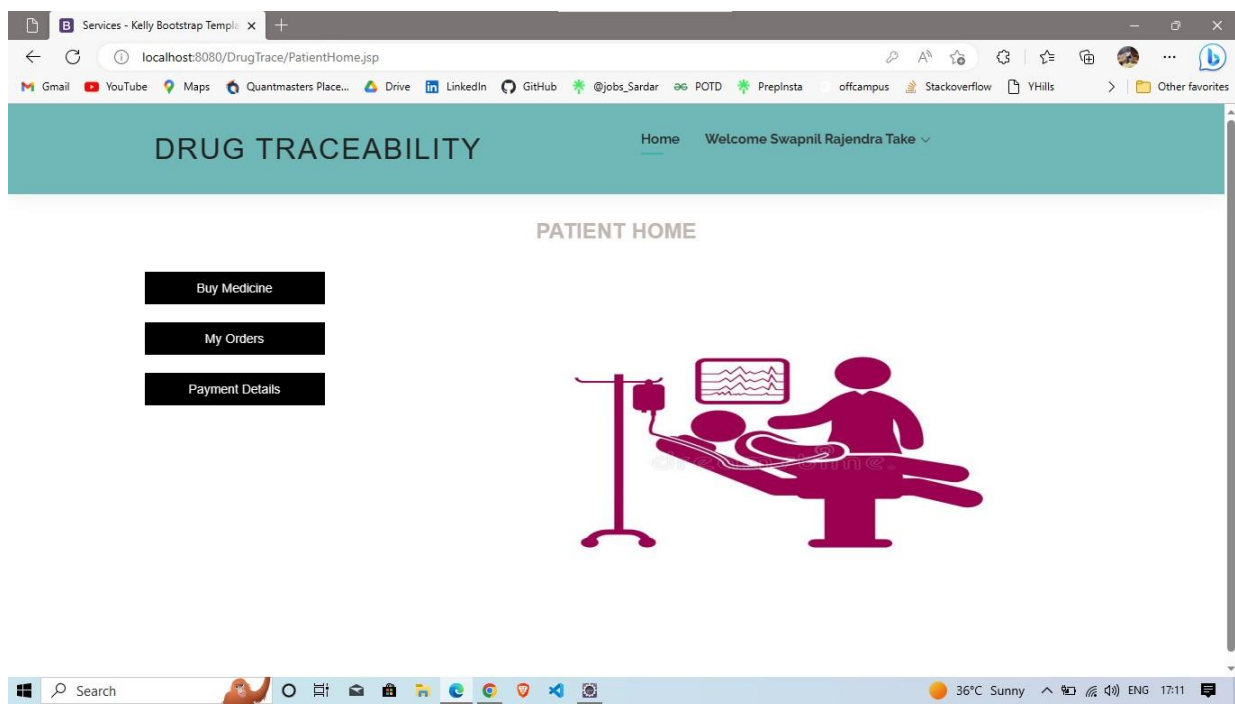 B Services - Kelly Bootstrap Templa
localhost:8080/DrugTrace/PatientHome.jsp
Gmail YouTube Maps Quantmasters Place... Drive LinkedIn GitHub @jobs_Sardar POTD PrepInsta offcampus Stackoverflow YHills Other favorites
DRUG TRACEABILITY Home Welcome Swapnil Rajendra Take
PATIENT HOME
Buy Medicine
My Orders
Payment Details
dreamstime.
Search 36°C Sunny ENG 17:11